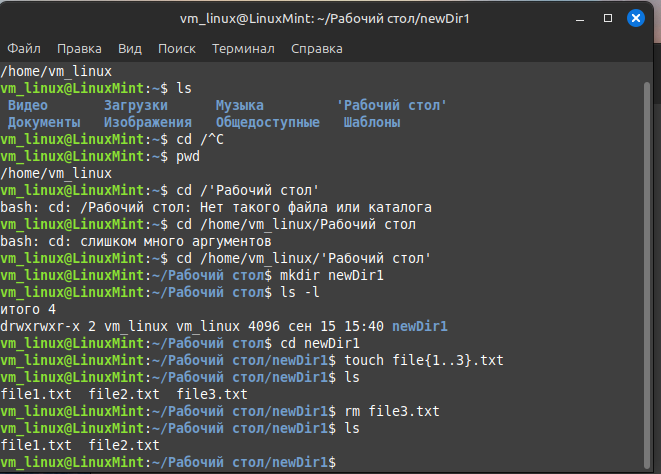 vm_linux@LinuxMint: ~/Рабочий стол/newDir1
Файл Правка Вид Поиск Терминал Справка
/home/vm_linux
vm_linux@LinuxMint:~$ ls
Видео Загрузки Музыка 'Рабочий стол'
Документы Изображения Общедоступные Шаблоны
vm_linux@LinuxMint:~$ cd /^C
vm_linux@LinuxMint:~$ pwd
/home/vm_linux
vm_linux@LinuxMint:~$ cd /'Рабочий стол'
bash: cd: /Рабочий стол: Нет такого файла или каталога
vm_linux@LinuxMint:~$ cd /home/vm_linux/Рабочий стол
bash: cd: слишком много аргументов
vm_linux@LinuxMint:~$ cd /home/vm_linux/'Рабочий стол'
vm_linux@LinuxMint:~/Рабочий стол$ mkdir newDir1
vm_linux@LinuxMint:~/Рабочий стол$ ls -l
итого 4
drwxrwxr-x 2 vm_linux vm_linux 4096 сен 15 15:40 newDir1
vm_linux@LinuxMint:~/Рабочий стол$ cd newDir1
vm_linux@LinuxMint:~/Рабочий стол/newDir1$ touch file{1..3}.txt
vm_linux@LinuxMint:~/Рабочий стол/newDir1$ ls
file1.txt file2.txt file3.txt
vm_linux@LinuxMint:~/Рабочий стол/newDir1$ rm file3.txt
vm_linux@LinuxMint:~/Рабочий стол/newDir1$ ls
file1.txt file2.txt
vm_linux@LinuxMint:~/Рабочий стол/newDir1$